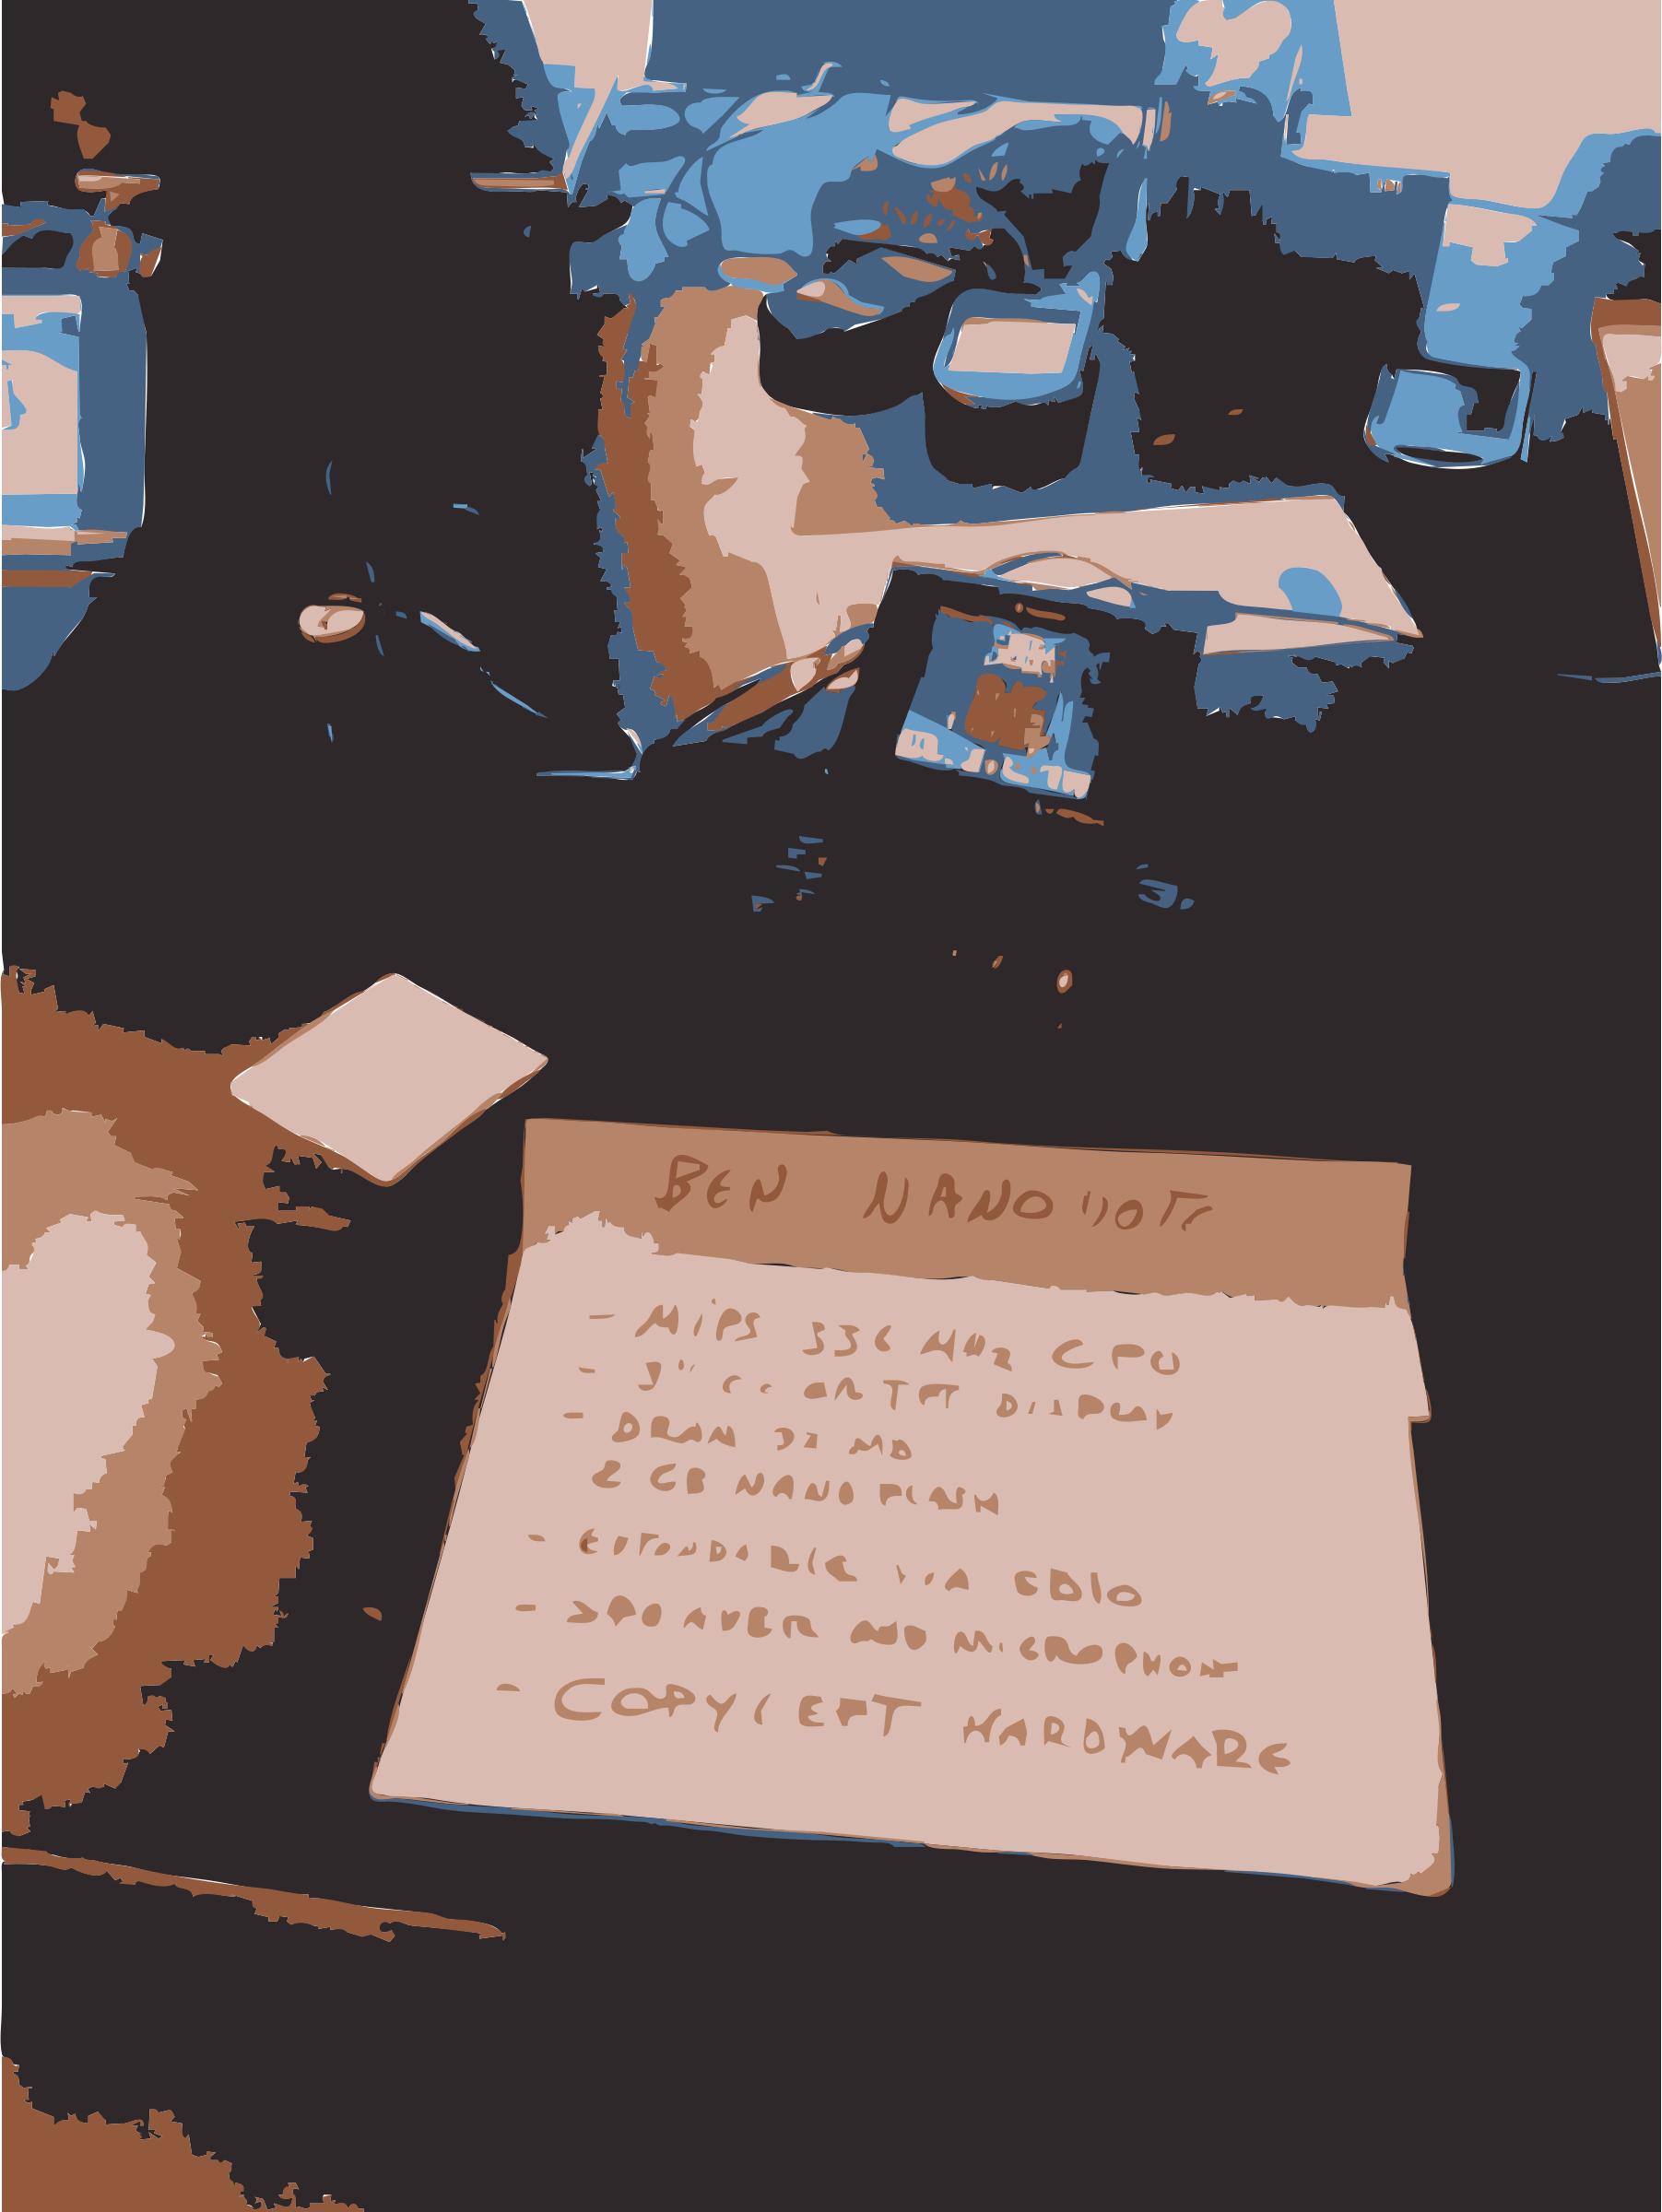 BEN NANONOTE
- MIPS 336 MHz CPU
- 3" COLOR TFT DISPLAY
- DRAM 32 MB
2 GB NAND FLASH
- EXTENDABLE VIA SDIO
- SPEAKER AND MICROPHONE
- COPYLEFT HARDWARE